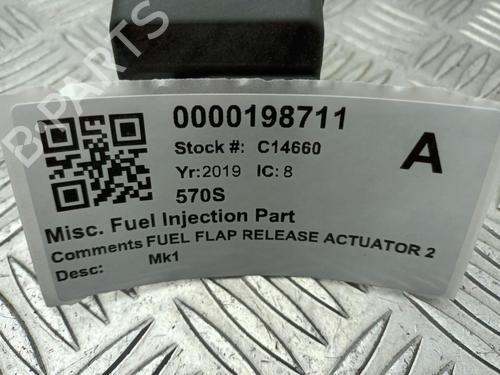 B-PARTS
0000198711
Stock #: C14660
A
Yr: 2019 IC: 8
570S
Misc. Fuel Injection Part
Comments FUEL FLAP RELEASE ACTUATOR 2
Desc: Mk1